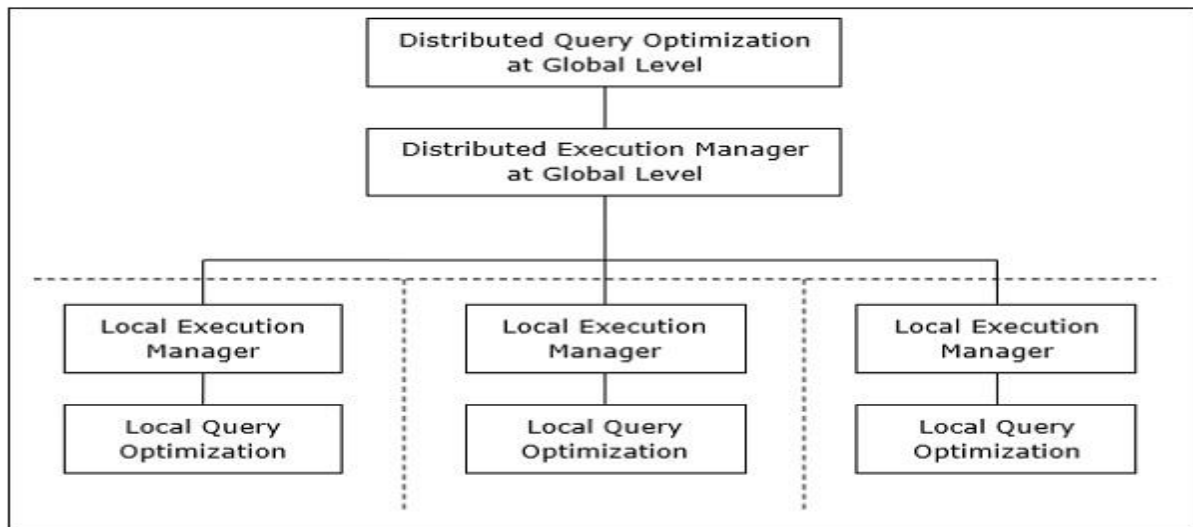 Distributed Query Optimization
at Global Level
Distributed Execution Manager
at Global Level
Local Execution
Manager
Local Query
Optimization
Local Execution
Manager
Local Query
Optimization
Local Execution
Manager
Local Query
Optimization